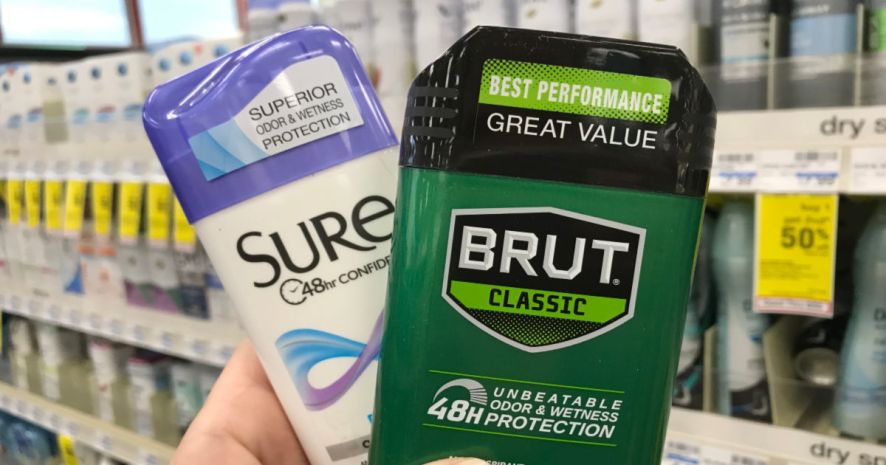 SUPERIOR
ODOR & WETNESS
PROTECTION
SURE
48hr
BEST PERFORMANCE
GREAT VALUE
BRUT®
CLASSIC
48H
UNBEATABLE
ODOR & WETNESS
PROTECTION
dry
50%
dry